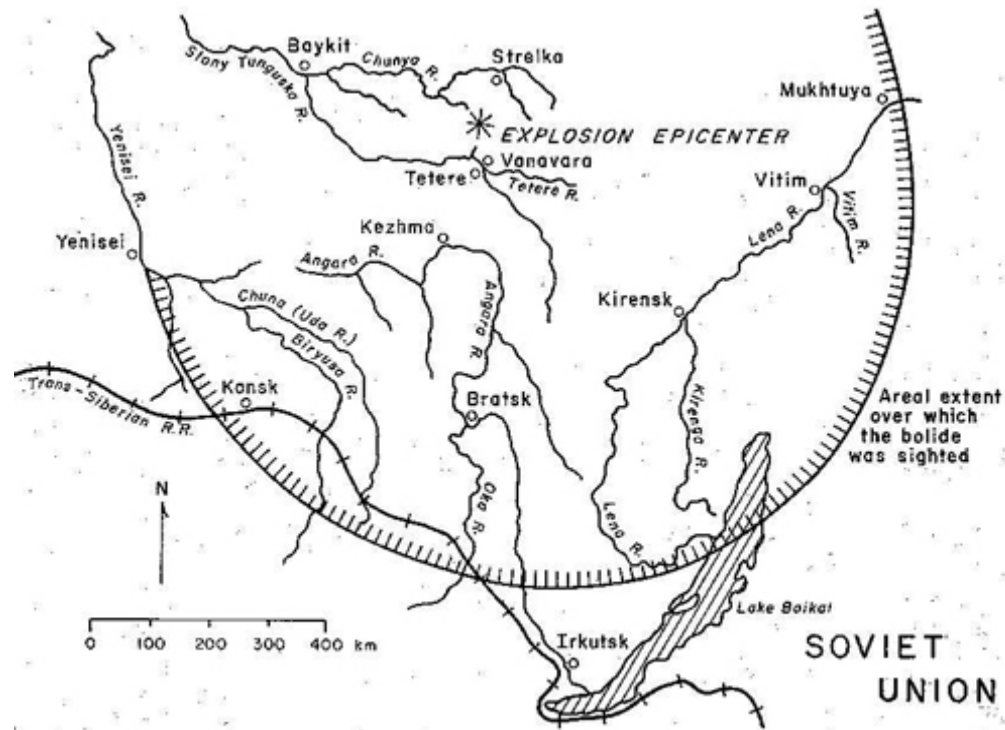 Baykit
Chunya R.
Strelka
Stony Tunguska R.
Mukhtuya
EXPLOSION EPICENTER
Vanavara
Tetere
Tetere R.
Yenisei R.
Vitim
Vitim R.
Lena R.
Kezhma
Yenisei
Angara R.
Angara R.
Chuna (Uda R.)
Biryusa R.
Kirensk
Kirenga R.
Trans-Siberian R.R.
Kansk
Bratsk
Areal extent
over which
the bolide
was sighted
N
Oka R.
Lena R.
Lake Baikal
0 100 200 300 400 km
Irkutsk
SOVIET
UNION